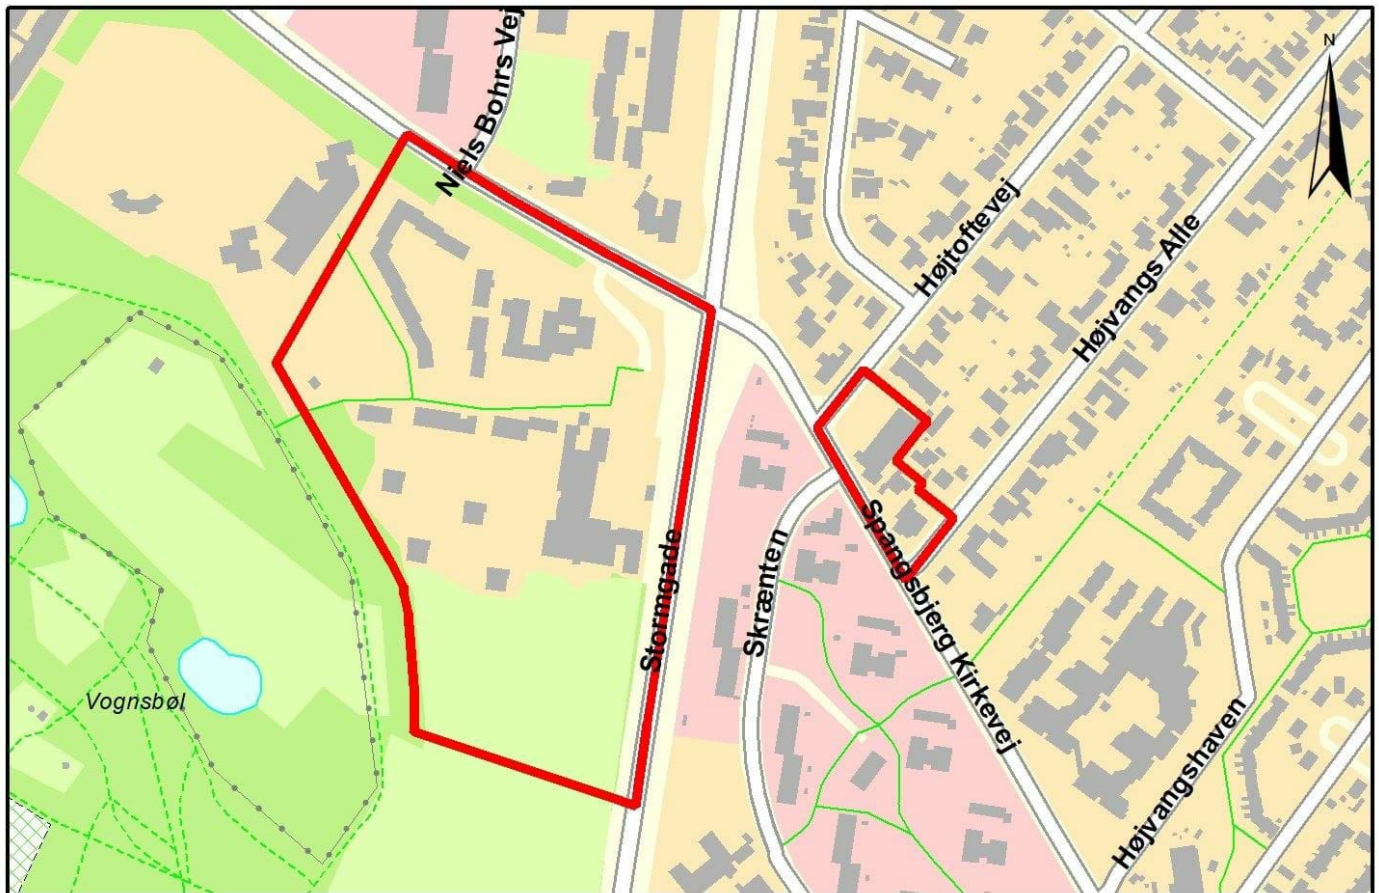 N
Niels Bohrs Vej
Højtoftevej
Højvangs Alle
Stormgade
Skrænten
Spangsbjerg Kirkevej
Vognsbøl
Højvangshaven